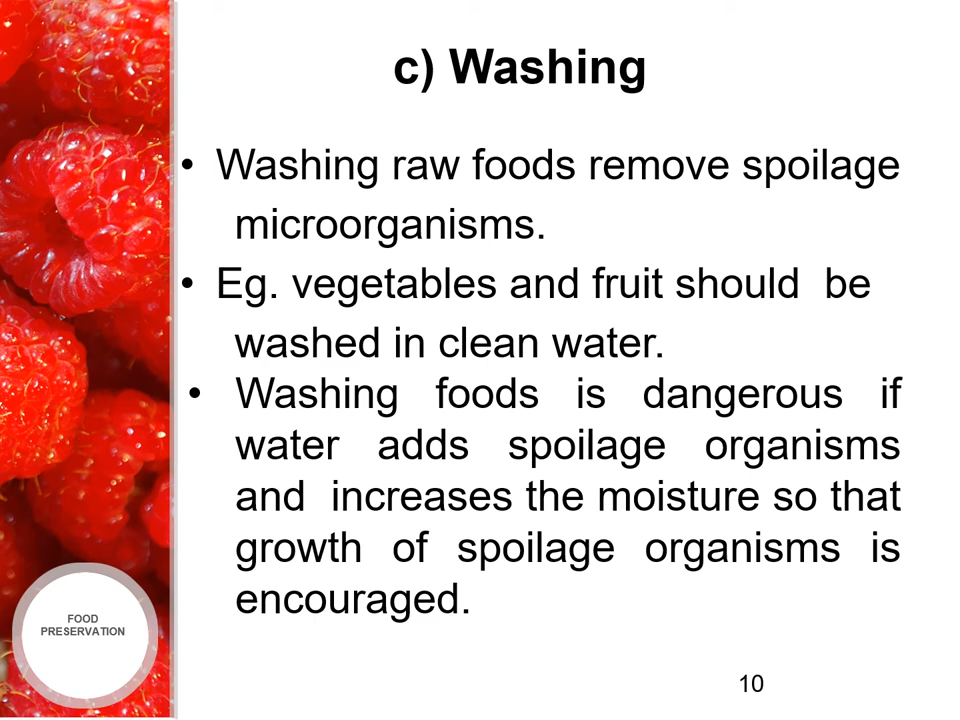 c) Washing
• Washing raw foods remove spoilage
microorganisms.
• Eg. vegetables and fruit should be
washed in clean water.
• Washing foods is dangerous if
water adds spoilage organisms
and increases the moisture so that
growth of spoilage organisms is
encouraged.
FOOD
PRESERVATION
10